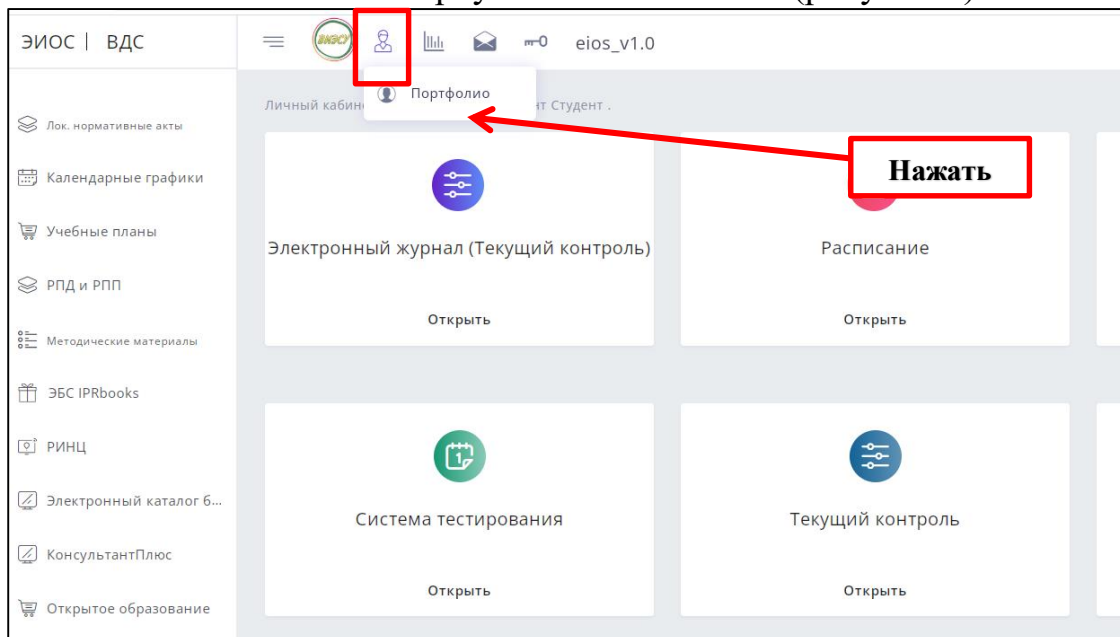 ЭИОС | ВДС
ВИЭСУ
eios_v1.0
Портфолио
Личный кабин
нт Студент .
Нажать
Лок. нормативные акты
Календарные графики
Учебные планы
РПД и РПП
Методические материалы
ЭБС IPRbooks
РИНЦ
Электронный каталог б...
КонсультантПлюс
Открытое образование
Электронный журнал (Текущий контроль)
Открыть
Расписание
Открыть
Система тестирования
Открыть
Текущий контроль
Открыть